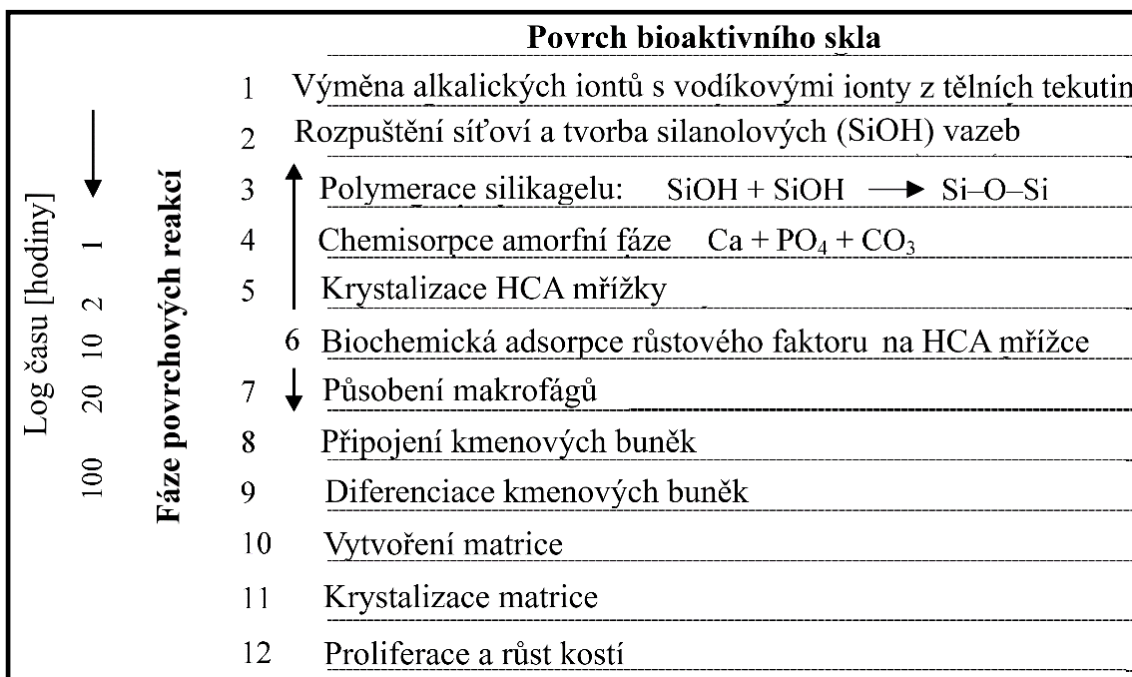 Povrch bioaktivního skla
1 Výměna alkalických iontů s vodíkovými ionty z tělních tekutin
2 Rozpuštění síťoví a tvorba silanolových (SiOH) vazeb
3 Polymerace silikagelu: SiOH + SiOH → Si–O–Si
4 Chemisorpce amorfní fáze Ca + PO₄ + CO₃
5 Krystalizace HCA mřížky
6 Biochemická adsorpce růstového faktoru na HCA mřížce
7 Působení makrofágů
8 Připojení kmenových buněk
9 Diferenciace kmenových buněk
10 Vytvoření matrice
11 Krystalizace matrice
12 Proliferace a růst kostí
Log času [hodiny]
1 2 10 20 100
Fáze povrchových reakcí